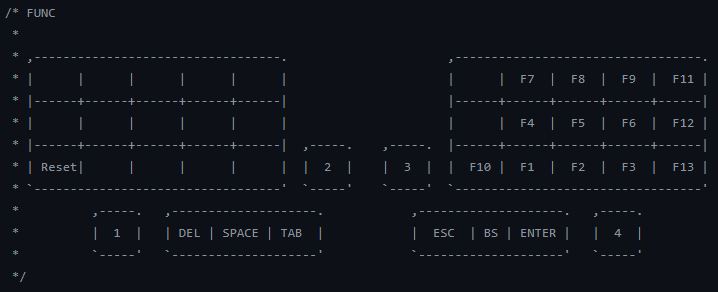 /* FUNC
 *
 * ,----------------------------------.                      ,----------------------------------.
 * |      |      |      |      |      |                      |      |  F7  |  F8  |  F9  |  F11 |
 * |------+------+------+------+------|                      |------+------+------+------+------|
 * |      |      |      |      |      |                      |      |  F4  |  F5  |  F6  |  F12 |
 * |------+------+------+------+------|  ,-----.    ,-----.  |------+------+------+------+------|
 * | Reset|      |      |      |      |  |  2  |    |  3  |  |  F10 |  F1  |  F2  |  F3  |  F13 |
 * `----------------------------------'  `-----'    `-----'  `----------------------------------'
 *          ,-----.   ,--------------------.            ,--------------------.   ,-----.
 *          |  1  |   | DEL | SPACE | TAB  |            |  ESC  | BS | ENTER |   |  4  |
 *          `-----'   `--------------------'            `--------------------'   `-----'
 */